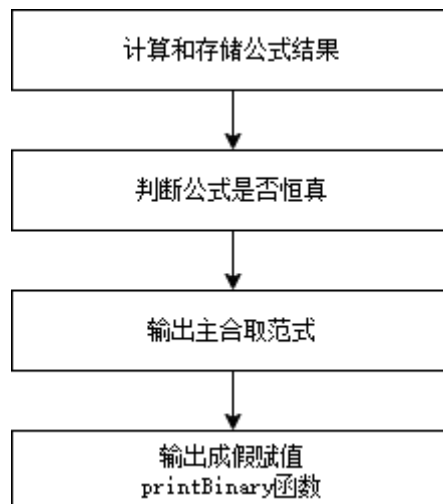 计算和存储公式结果
判断公式是否恒真
输出主合取范式
输出成假赋值
printBinary函数